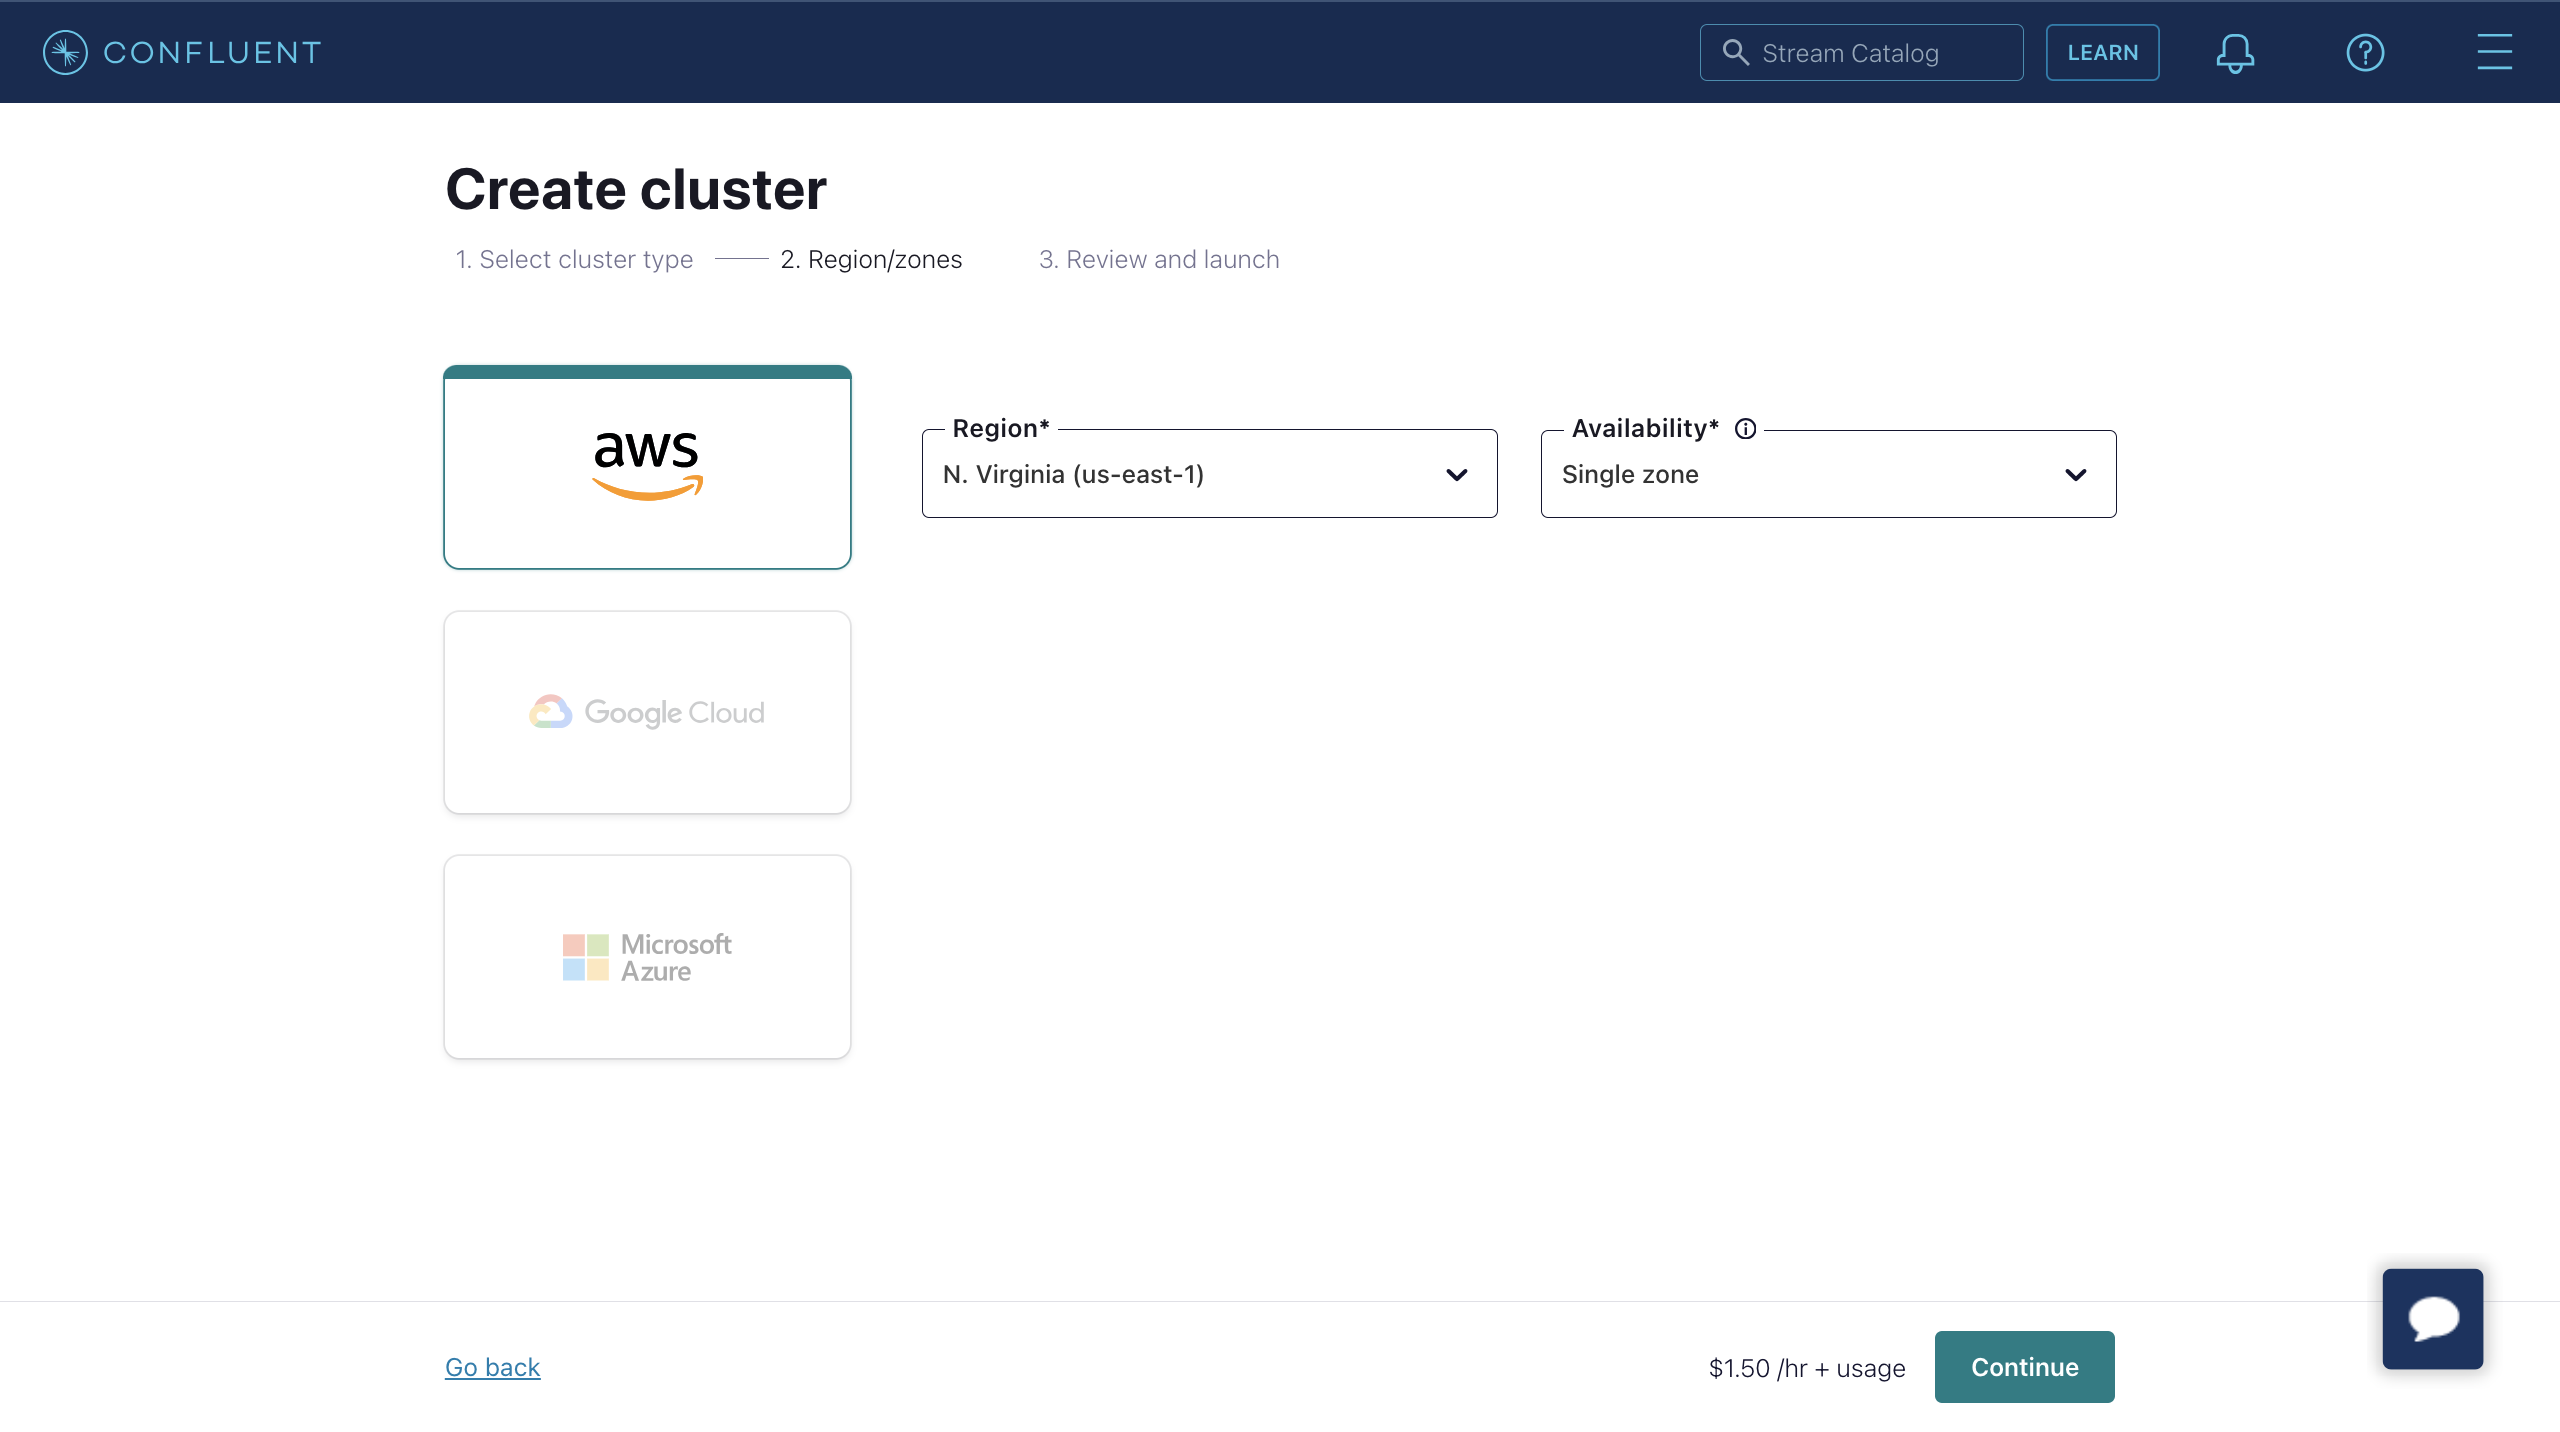 CONFLUENT
Stream Catalog
LEARN
Create cluster
1. Select cluster type
2. Region/zones
3. Review and launch
aws
Region*
N. Virginia (us-east-1)
Availability*
Single zone
Google Cloud
Microsoft
Azure
Go back
$1.50 /hr + usage
Continue